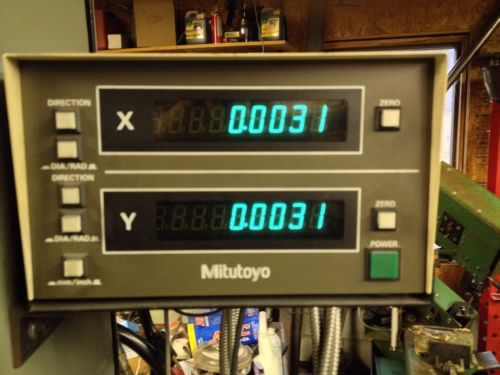 DIRECTION
X 0.0031
ZERO
DIA/RAD.
DIRECTION
Y 0.0031
ZERO
DIA/RAD.
POWER
mm/inch
Mitutoyo